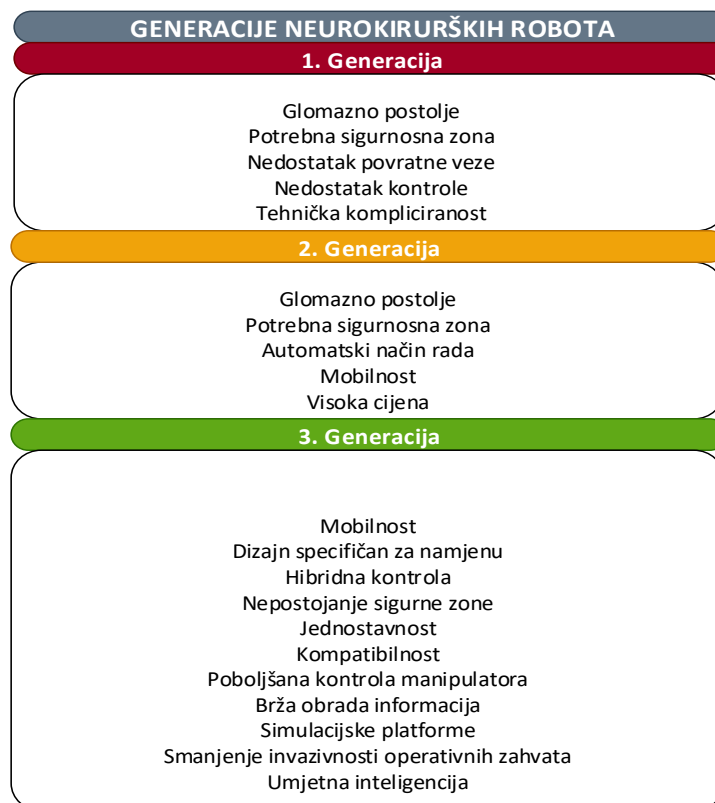 GENERACIJE NEUROKIRURŠKIH ROBOTA
1. Generacija
Glomazno postolje
Potrebna sigurnosna zona
Nedostatak povratne veze
Nedostatak kontrole
Tehnička kompliciranost
2. Generacija
Glomazno postolje
Potrebna sigurnosna zona
Automatski način rada
Mobilnost
Visoka cijena
3. Generacija
Mobilnost
Dizajn specifičan za namjenu
Hibridna kontrola
Nepostojanje sigurne zone
Jednostavnost
Kompatibilnost
Poboljšana kontrola manipulatora
Brža obrada informacija
Simulacijske platforme
Smanjenje invazivnosti operativnih zahvata
Umjetna inteligencija